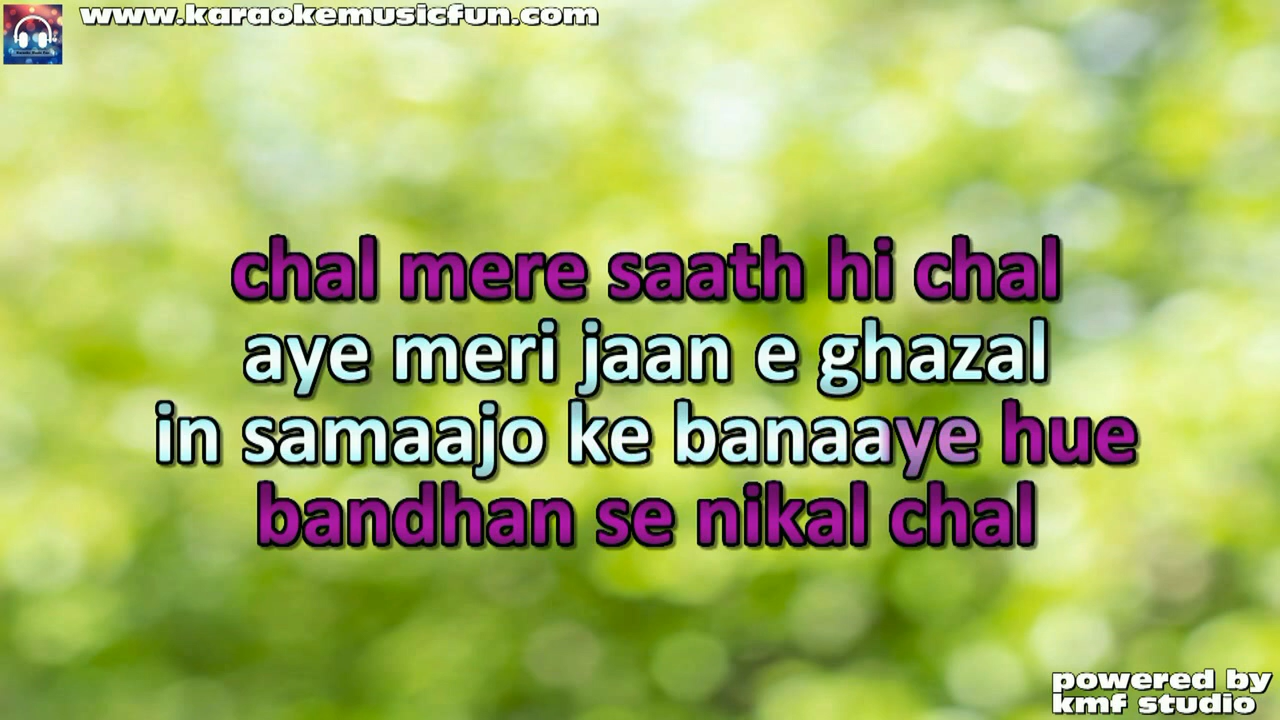 www.karaokemusicfun.com
chal mere saath hi chal
aye meri jaan e ghazal
in samaajo ke banaaye hue
bandhan se nikal chal
powered by
kmf studio